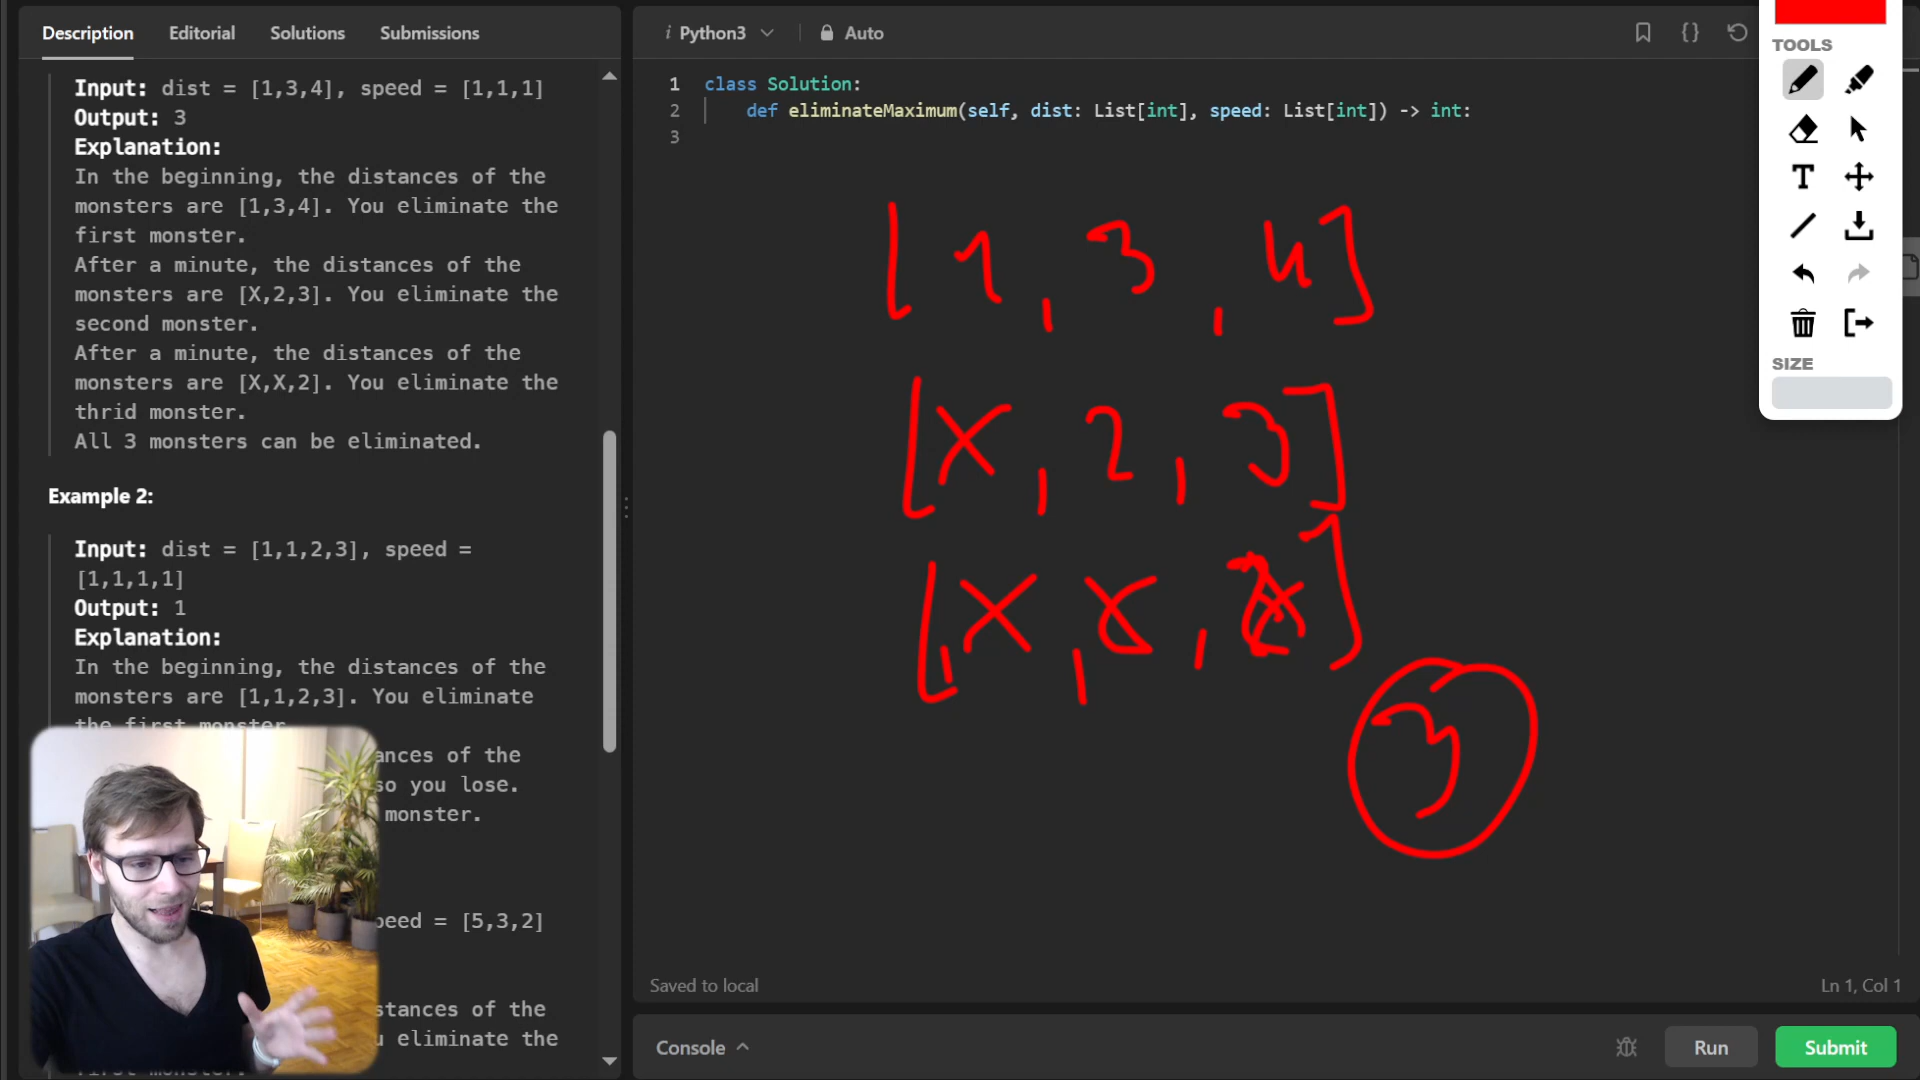 Description Editorial Solutions Submissions
Input: dist = [1,3,4], speed = [1,1,1]
Output: 3
Explanation:
In the beginning, the distances of the
monsters are [1,3,4]. You eliminate the
first monster.
After a minute, the distances of the
monsters are [X,2,3]. You eliminate the
second monster.
After a minute, the distances of the
monsters are [X,X,2]. You eliminate the
thrid monster.
All 3 monsters can be eliminated.
Example 2:
Input: dist = [1,1,2,3], speed =
[1,1,1,1]
Output: 1
Explanation:
In the beginning, the distances of the
monsters are [1,1,2,3]. You eliminate
the first monster.
ances of the
so you lose.
monster.
peed = [5,3,2]
stances of the
u eliminate the
first monster.
i Python3 Auto
1 class Solution:
2 def eliminateMaximum(self, dist: List[int], speed: List[int]) -> int:
3
[1, 3, 4]
[X, 2, 3]
[X, X, X]
3
Saved to local Ln 1, Col 1
Console Run Submit
TOOLS
T
SIZE